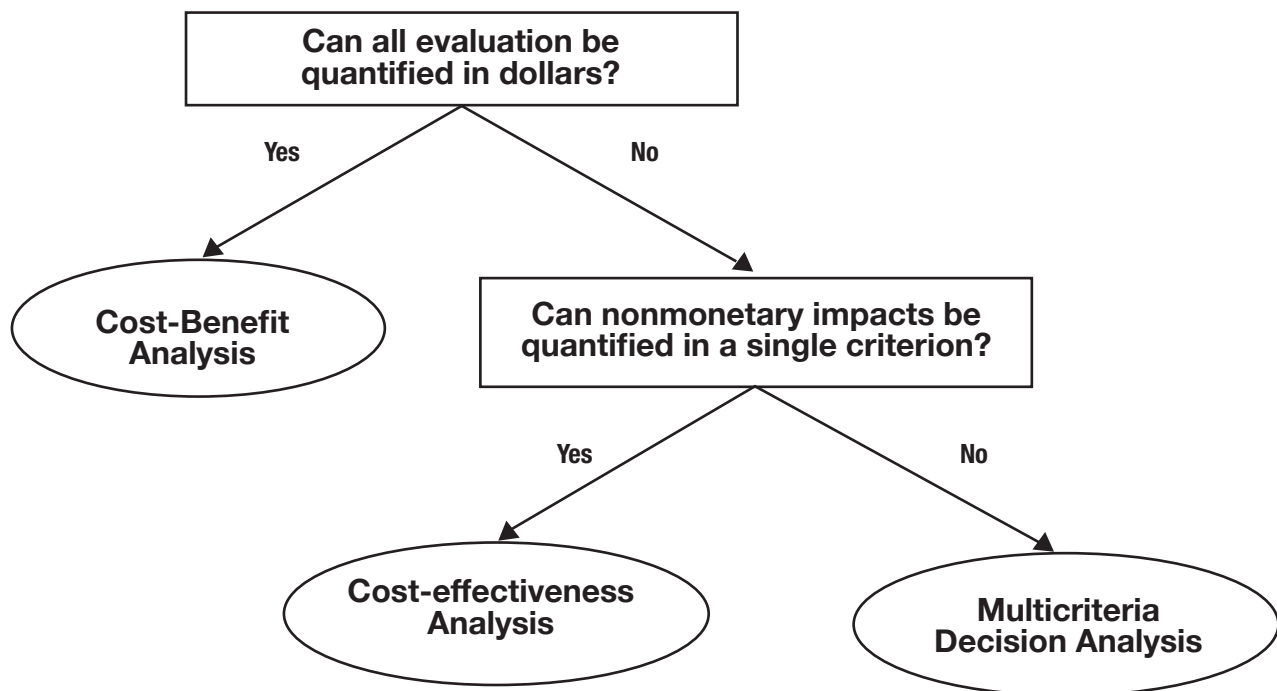 Can all evaluation be
quantified in dollars?
Yes
No
Cost-Benefit
Analysis
Can nonmonetary impacts be
quantified in a single criterion?
Yes
No
Cost-effectiveness
Analysis
Multicriteria
Decision Analysis